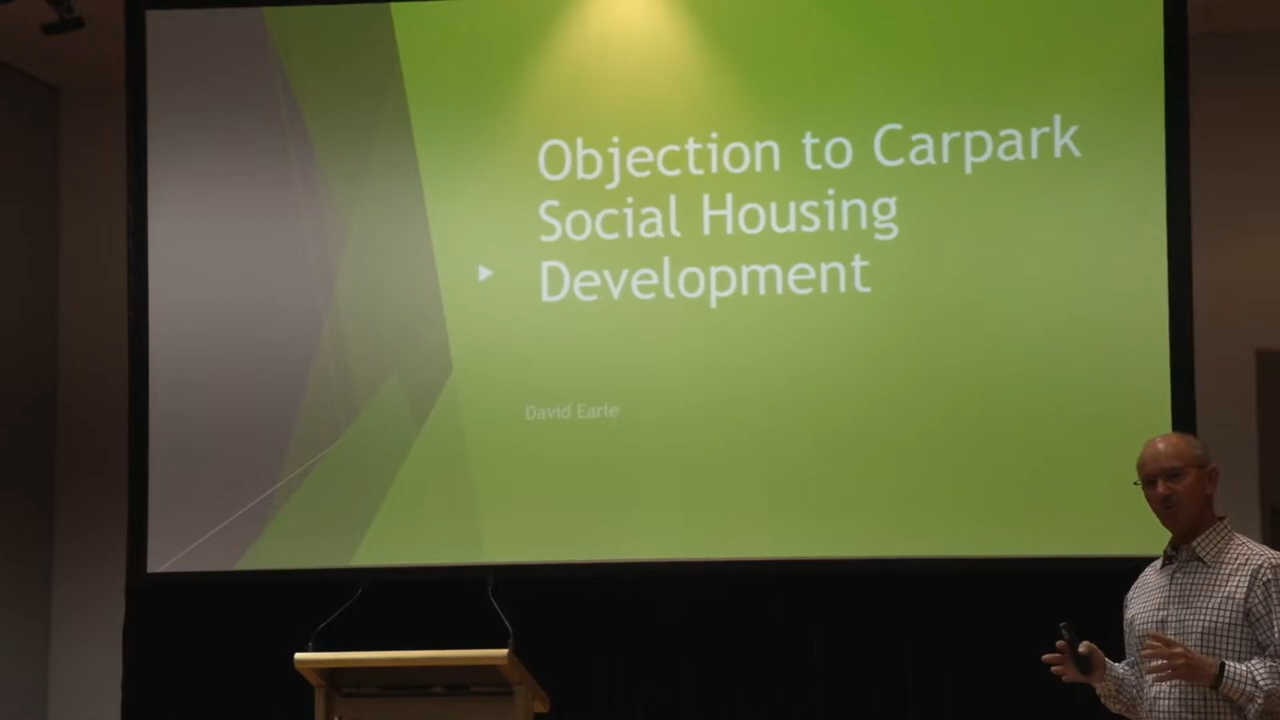 Objection to Carpark
Social Housing
Development
David Earle